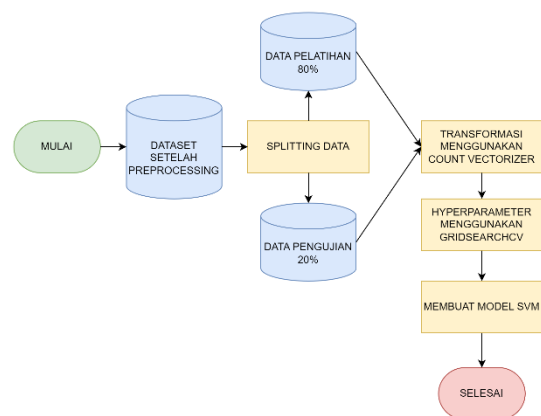 MULAI
DATASET
SETELAH
PREPROCESSING
SPLITTING DATA
DATA PELATIHAN
80%
DATA PENGUJIAN
20%
TRANSFORMASI
MENGGUNAKAN
COUNT VECTORIZER
HYPERPARAMETER
MENGGUNAKAN
GRIDSEARCHCV
MEMBUAT MODEL SVM
SELESAI